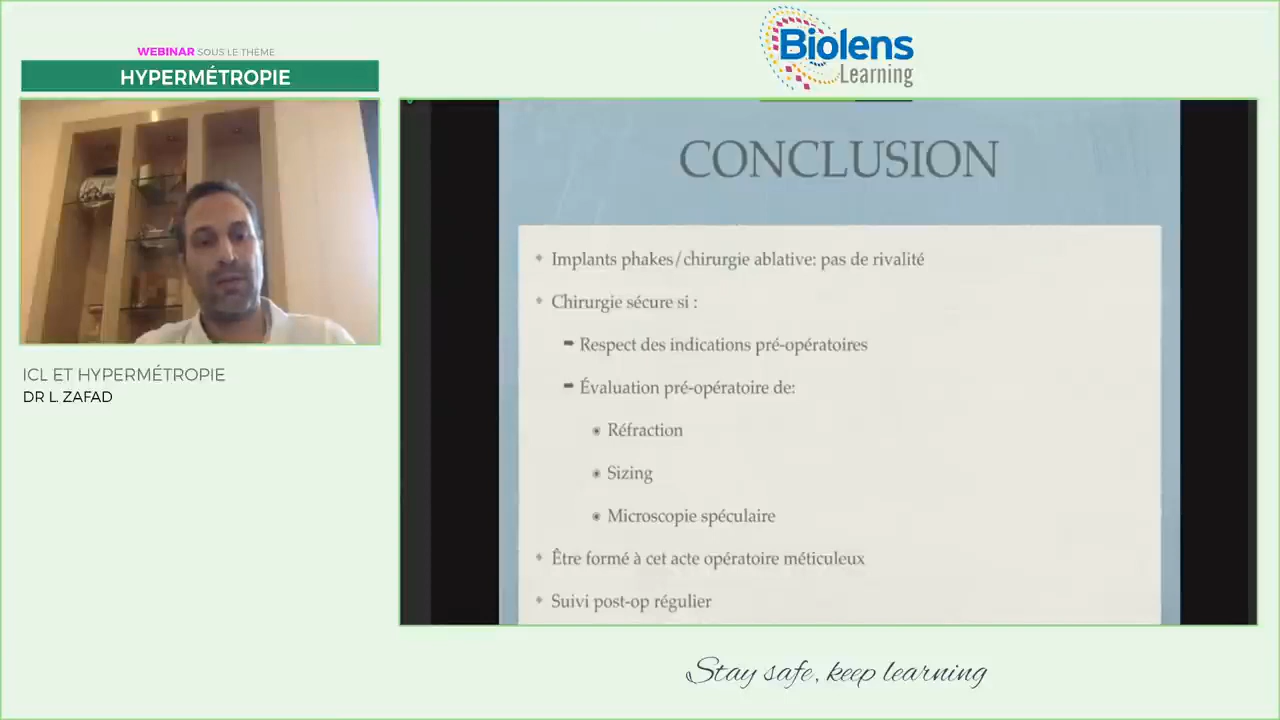 WEBINAR SOUS LE THÈME
HYPERMÉTROPIE
Biolens
Learning
ICL ET HYPERMÉTROPIE
DR L. ZAFAD
CONCLUSION
Implants phakes/chirurgie ablative: pas de rivalité
Chirurgie sécure si :
Respect des indications pré-opératoires
Évaluation pré-opératoire de:
Réfraction
Sizing
Microscopie spéculaire
Être formé à cet acte opératoire méticuleux
Suivi post-op régulier
Stay safe, keep learning